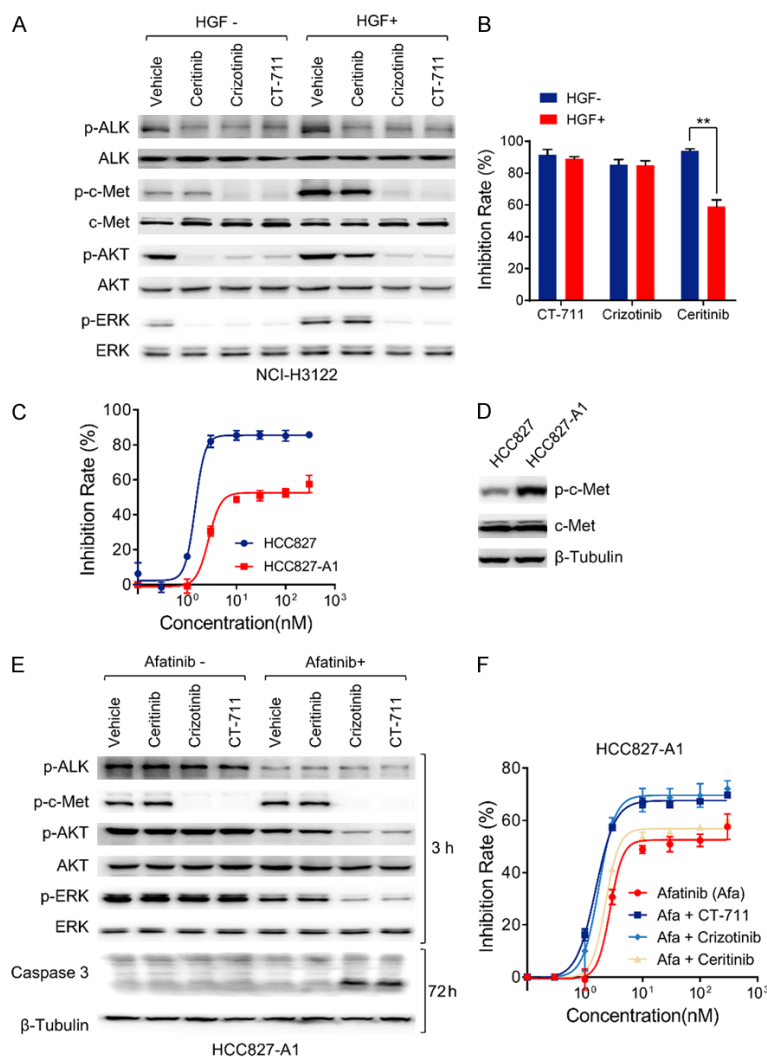 A
HGF -
HGF+
Vehicle
Ceritinib
Crizotinib
CT-711
Vehicle
Ceritinib
Crizotinib
CT-711
p-ALK
ALK
p-c-Met
c-Met
p-AKT
AKT
p-ERK
ERK
NCI-H3122
B
HGF-
HGF+
**
Inhibition Rate (%)
100
80
60
40
20
0
CT-711
Crizotinib
Ceritinib
C
Inhibition Rate (%)
100
80
60
40
20
0
HCC827
HCC827-A1
10⁰
10¹
10²
10³
Concentration(nM)
D
HCC827
HCC827-A1
p-c-Met
c-Met
β-Tubulin
E
Afatinib -
Afatinib+
Vehicle
Ceritinib
Crizotinib
CT-711
Vehicle
Ceritinib
Crizotinib
CT-711
p-ALK
p-c-Met
p-AKT
AKT
p-ERK
ERK
3 h
Caspase 3
β-Tubulin
72h
HCC827-A1
F
HCC827-A1
Inhibition Rate (%)
80
60
40
20
0
Afatinib (Afa)
Afa + CT-711
Afa + Crizotinib
Afa + Ceritinib
10⁰
10¹
10²
10³
Concentration(nM)